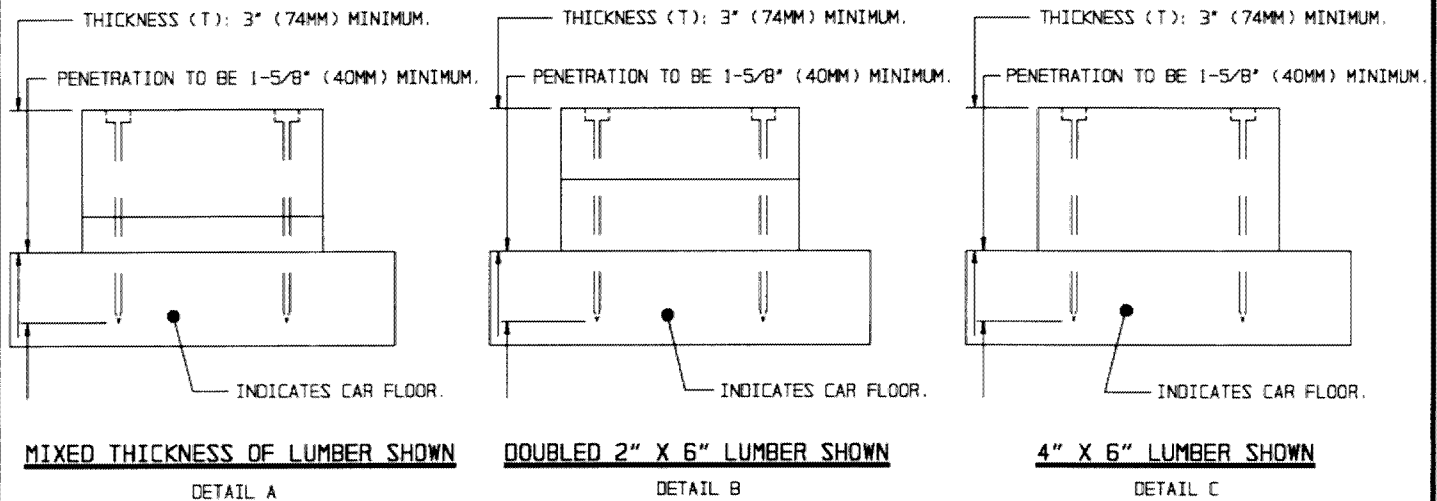 THICKNESS (T): 3" (74MM) MINIMUM.
PENETRATION TO BE 1-5/8" (40MM) MINIMUM.
INDICATES CAR FLOOR.
MIXED THICKNESS OF LUMBER SHOWN
DETAIL A
THICKNESS (T): 3" (74MM) MINIMUM.
PENETRATION TO BE 1-5/8" (40MM) MINIMUM.
INDICATES CAR FLOOR.
DOUBLED 2" X 6" LUMBER SHOWN
DETAIL B
THICKNESS (T): 3" (74MM) MINIMUM.
PENETRATION TO BE 1-5/8" (40MM) MINIMUM.
INDICATES CAR FLOOR.
4" X 6" LUMBER SHOWN
DETAIL C